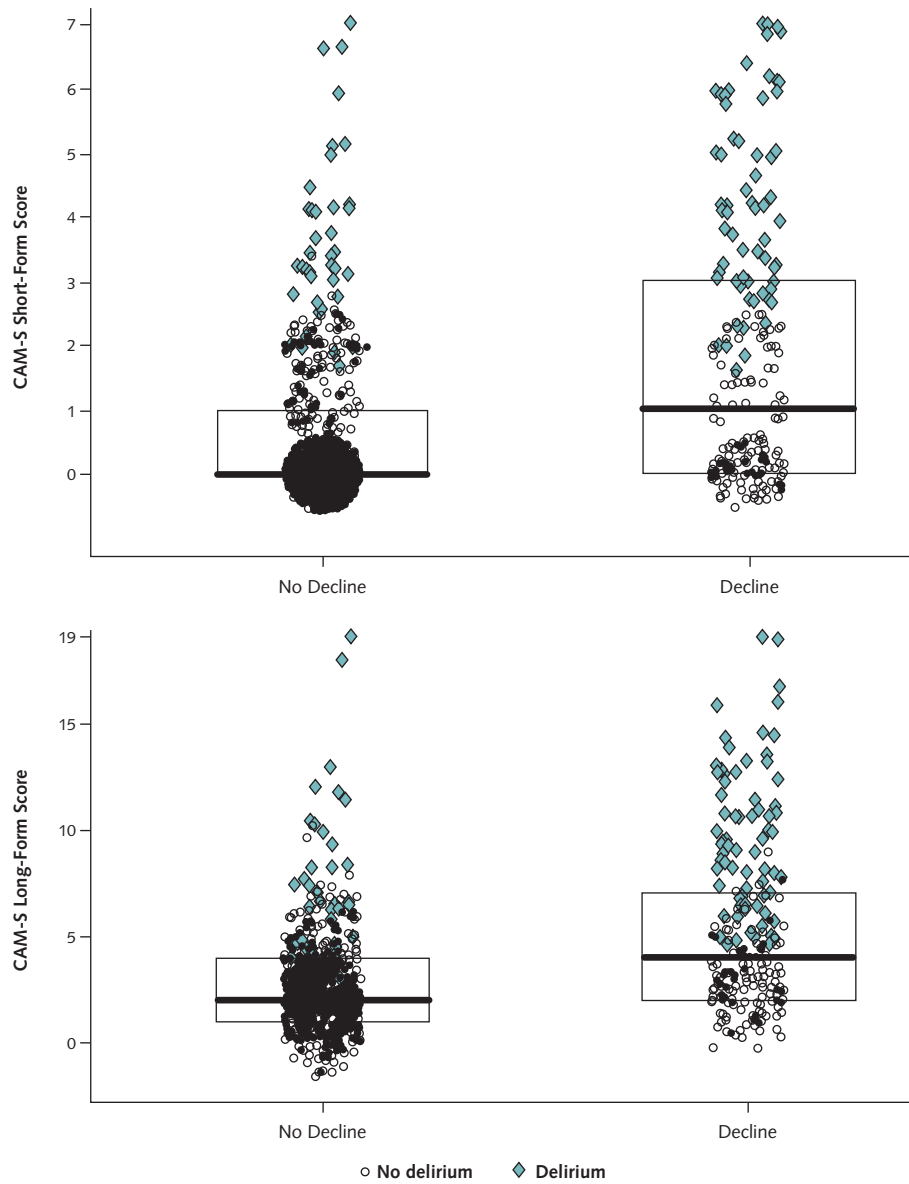 7
6
5
4
3
2
1
0
CAM-S Short-Form Score
No Decline
Decline
19
15
10
5
0
CAM-S Long-Form Score
No Decline
Decline
No delirium
Delirium